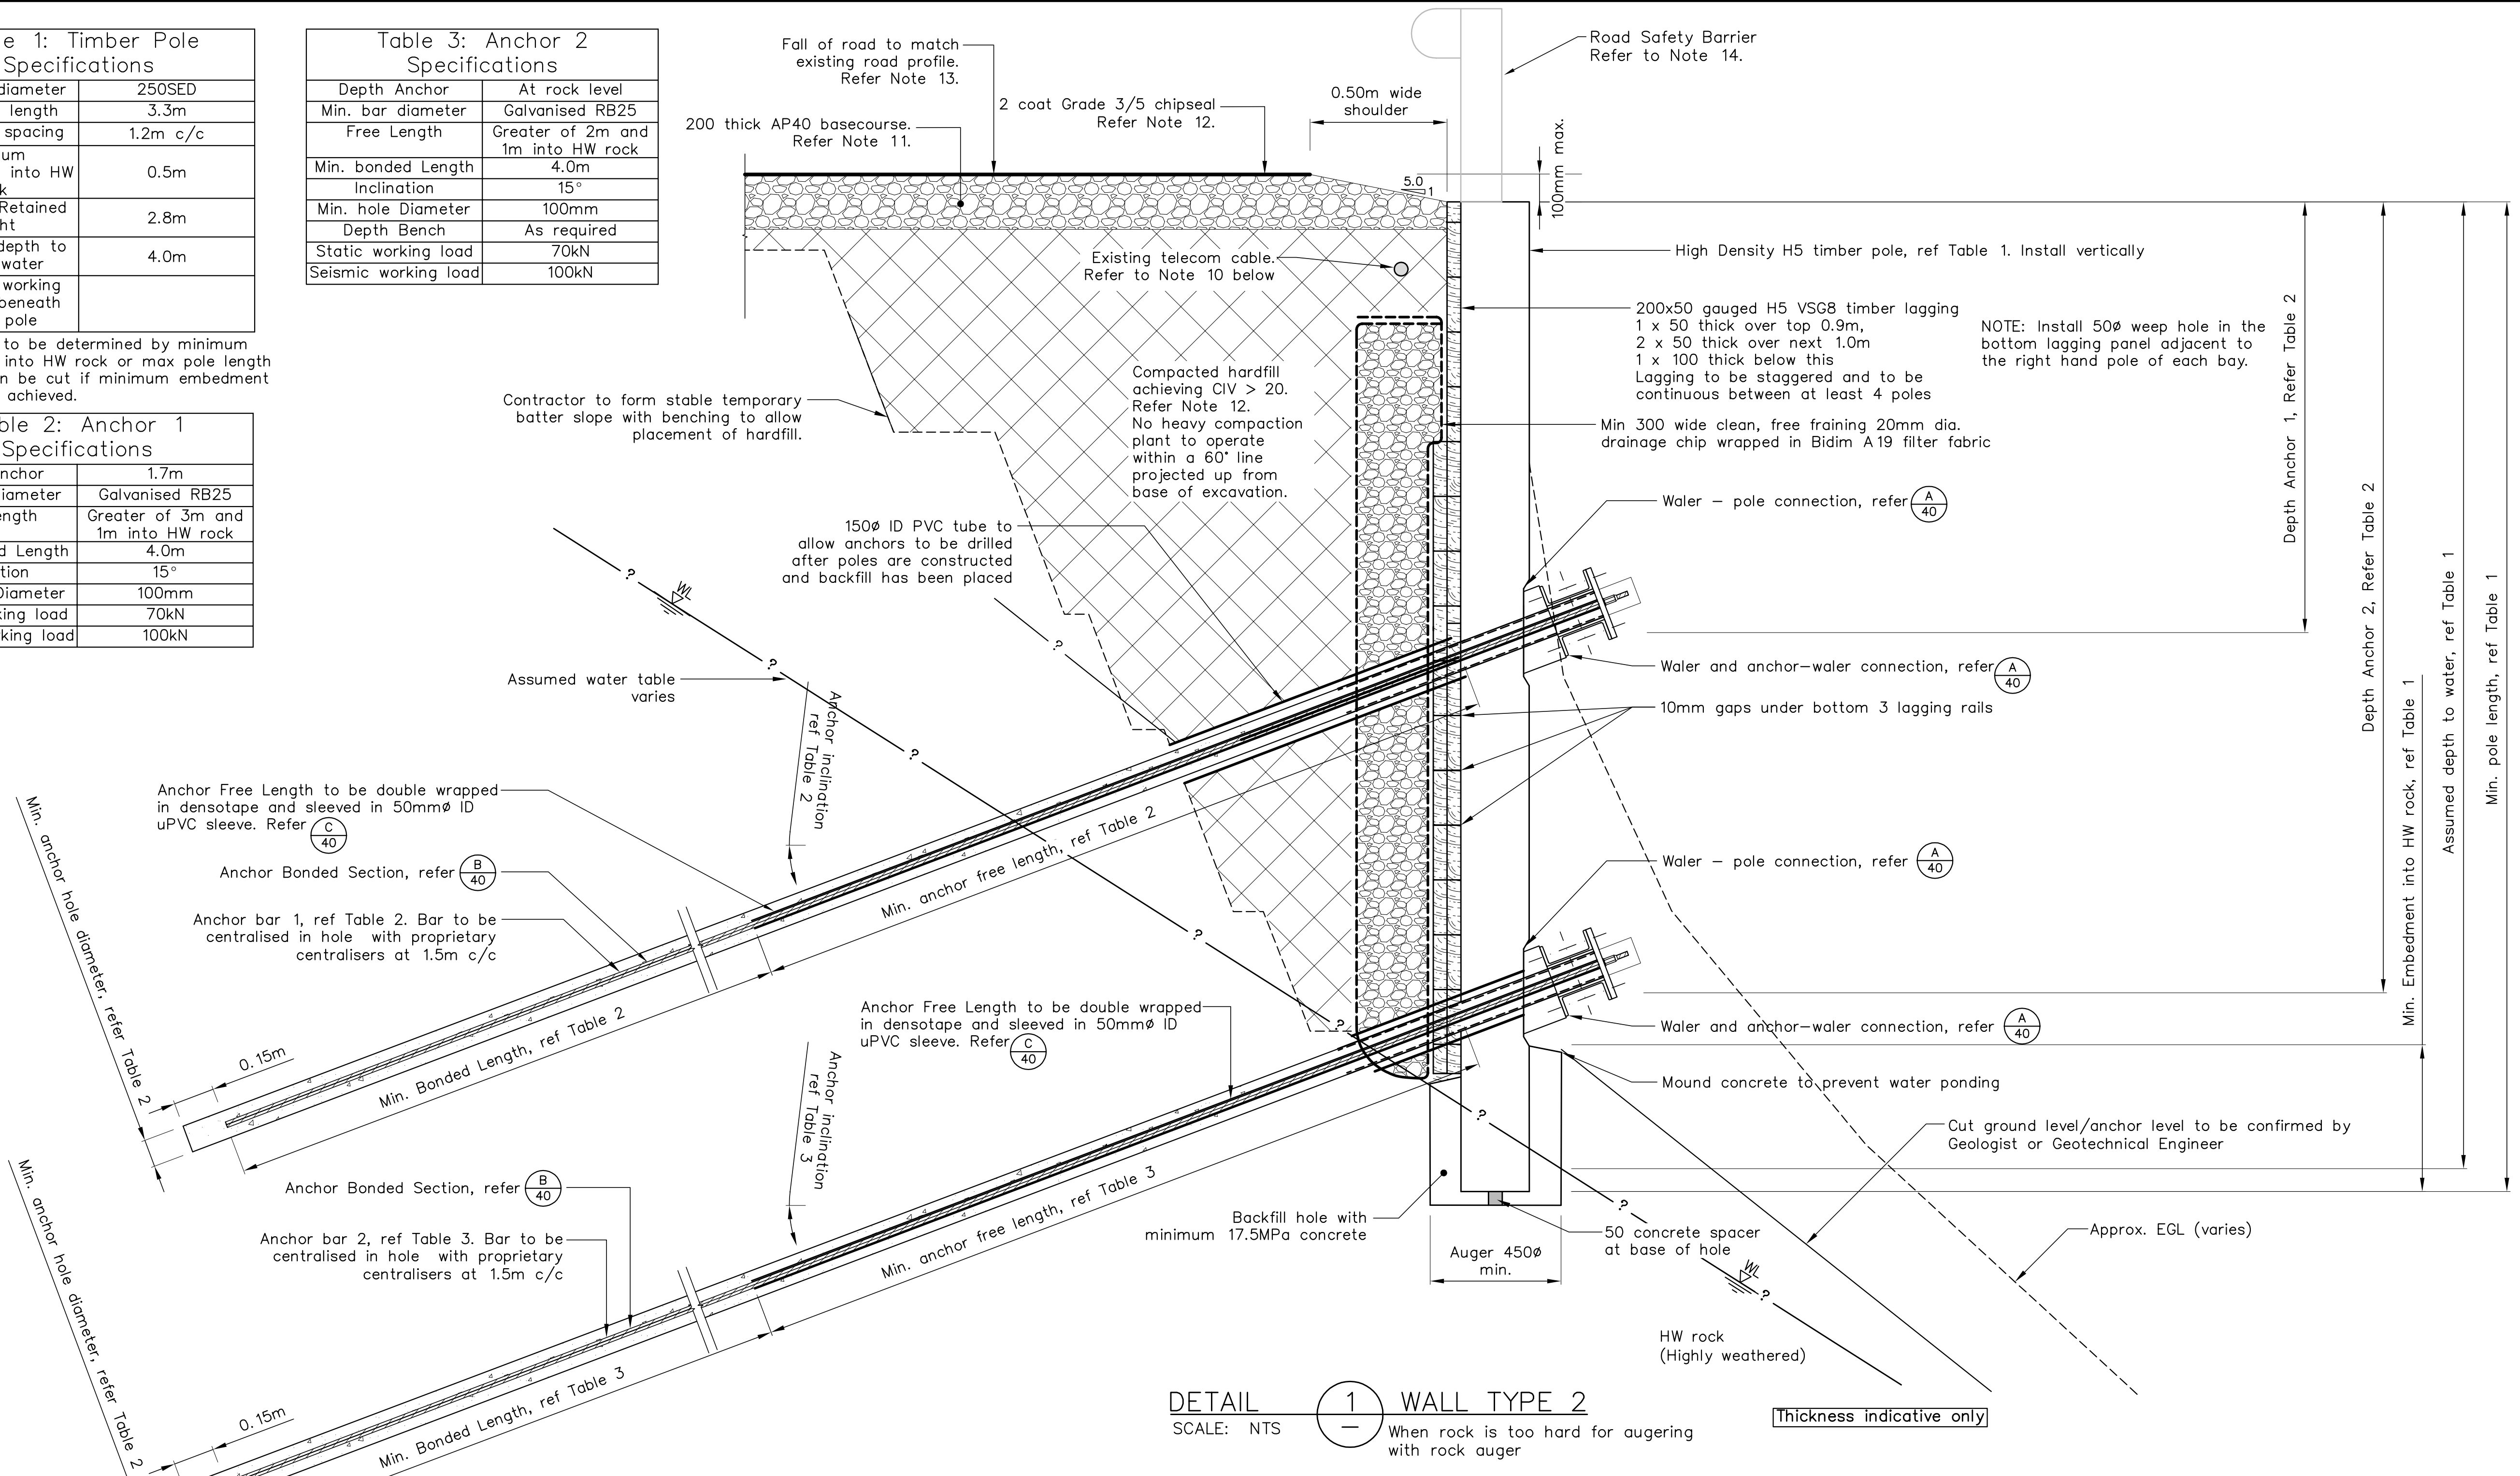 e 1: Timber Pole
Specifications
diameter 250SED
length 3.3m
spacing 1.2m c/c
um
into HW 0.5m
k
Retained 2.8m
ht
depth to 4.0m
water
working
beneath
pole
to be determined by minimum
into HW rock or max pole length
n be cut if minimum embedment
achieved.
ble 2: Anchor 1
Specifications
nchor 1.7m
iameter Galvanised RB25
ength Greater of 3m and
1m into HW rock
d Length 4.0m
tion 15°
Diameter 100mm
king load 70kN
rking load 100kN
Table 3: Anchor 2
Specifications
Depth Anchor At rock level
Min. bar diameter Galvanised RB25
Free Length Greater of 2m and
1m into HW rock
Min. bonded Length 4.0m
Inclination 15°
Min. hole Diameter 100mm
Depth Bench As required
Static working load 70kN
Seismic working load 100kN
Fall of road to match
existing road profile.
Refer Note 13.
2 coat Grade 3/5 chipseal
Refer Note 12.
200 thick AP40 basecourse.
Refer Note 11.
0.50m wide
shoulder
Road Safety Barrier
Refer to Note 14.
100mm max.
5.0
1
Existing telecom cable.
Refer to Note 10 below
High Density H5 timber pole, ref Table 1. Install vertically
200x50 gauged H5 VSG8 timber lagging
1 x 50 thick over top 0.9m,
2 x 50 thick over next 1.0m
1 x 100 thick below this
Lagging to be staggered and to be
continuous between at least 4 poles
NOTE: Install 50ø weep hole in the
bottom lagging panel adjacent to
the right hand pole of each bay.
Min 300 wide clean, free fraining 20mm dia.
drainage chip wrapped in Bidim A19 filter fabric
Compacted hardfill
achieving CIV > 20.
Refer Note 12.
No heavy compaction
plant to operate
within a 60° line
projected up from
base of excavation.
Contractor to form stable temporary
batter slope with benching to allow
placement of hardfill.
150ø ID PVC tube to
allow anchors to be drilled
after poles are constructed
and backfill has been placed
Waler – pole connection, refer
A
40
Waler and anchor–waler connection, refer
A
40
10mm gaps under bottom 3 lagging rails
Waler – pole connection, refer
A
40
Waler and anchor–waler connection, refer
A
40
Mound concrete to prevent water ponding
Cut ground level/anchor level to be confirmed by
Geologist or Geotechnical Engineer
Approx. EGL (varies)
Depth Anchor 1, Refer Table 2
Depth Anchor 2, Refer Table 2
Min. Embedment into HW rock, ref Table 1
Assumed depth to water, ref Table 1
Min. pole length, ref Table 1
?
WL
?
?
?
?
?
?
?
WL
?
Assumed water table
varies
Anchor inclination
ref Table 2
Anchor Free Length to be double wrapped
in densotape and sleeved in 50mmø ID
uPVC sleeve. Refer
C
40
Anchor Bonded Section, refer
B
40
Anchor bar 1, ref Table 2. Bar to be
centralised in hole with proprietary
centralisers at 1.5m c/c
Min. anchor hole diameter, refer Table 2
0.15m
Min. Bonded Length, ref Table 2
Min. anchor free length, ref Table 2
Anchor Free Length to be double wrapped
in densotape and sleeved in 50mmø ID
uPVC sleeve. Refer
C
40
Anchor inclination
ref Table 3
Anchor Bonded Section, refer
B
40
Anchor bar 2, ref Table 3. Bar to be
centralised in hole with proprietary
centralisers at 1.5m c/c
Min. anchor hole diameter, refer Table 2
0.15m
Min. Bonded Length, ref Table 3
Min. anchor free length, ref Table 3
Backfill hole with
minimum 17.5MPa concrete
Auger 450ø
min.
50 concrete spacer
at base of hole
HW rock
(Highly weathered)
Thickness indicative only
DETAIL 1 WALL TYPE 2
SCALE: NTS
–
When rock is too hard for augering
with rock auger